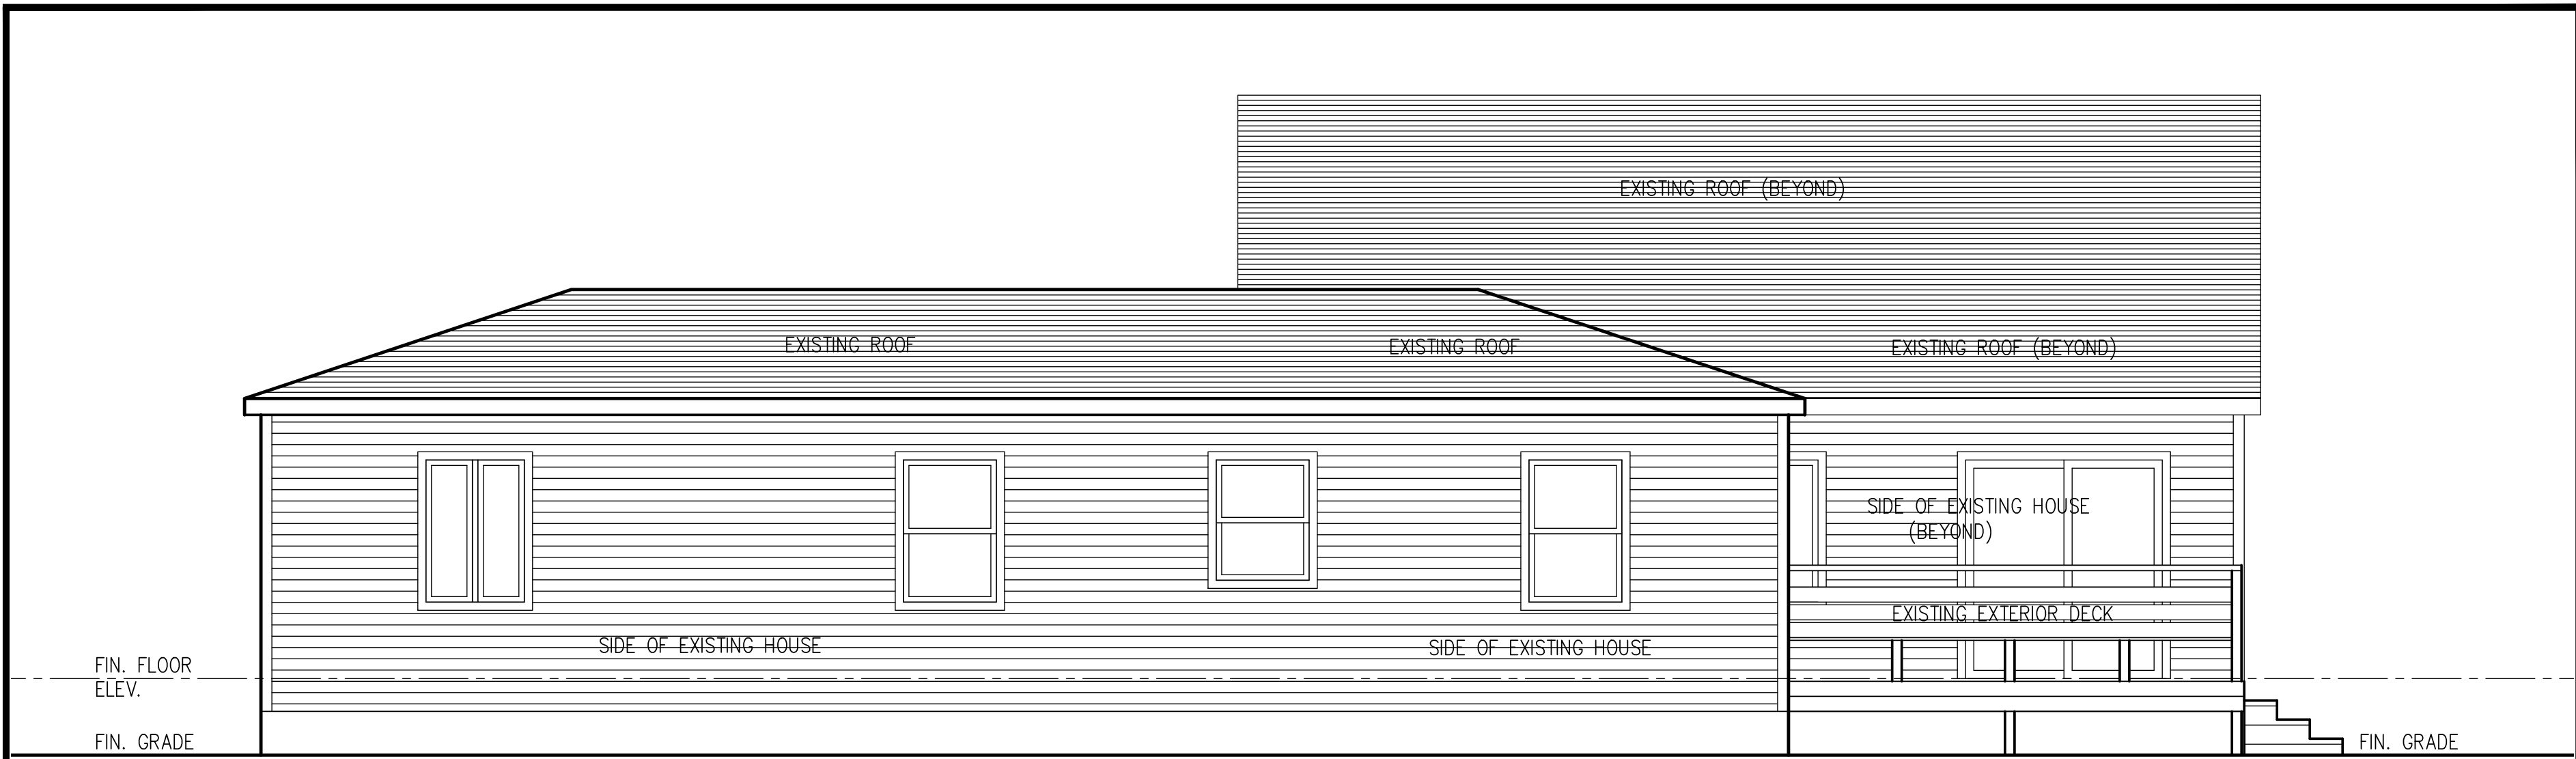 EXISTING ROOF (BEYOND)
EXISTING ROOF
EXISTING ROOF
EXISTING ROOF (BEYOND)
SIDE OF EXISTING HOUSE
(BEYOND)
EXISTING EXTERIOR DECK
SIDE OF EXISTING HOUSE
SIDE OF EXISTING HOUSE
FIN. FLOOR
ELEV.
FIN. GRADE
FIN. GRADE